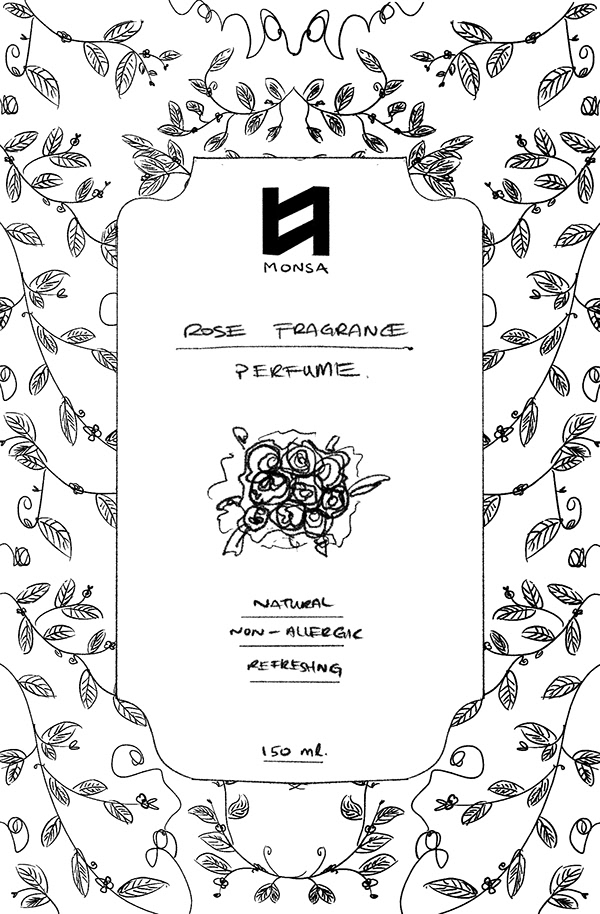 MONSA
ROSE FRAGRANCE
PERFUME.
NATURAL
NON-ALLERGIC
REFRESHNG
150 ml.